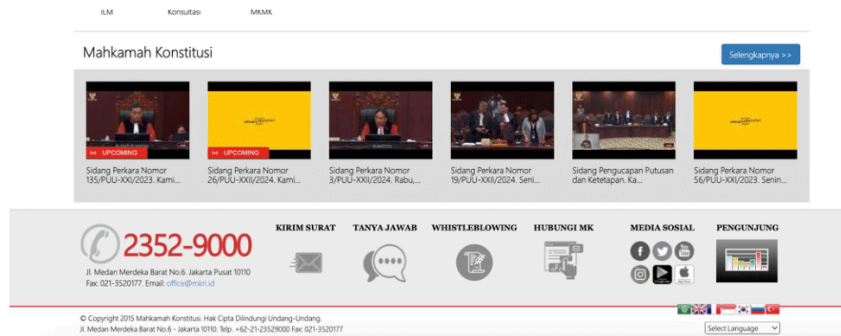 ILM Konsultasi MKMK
Mahkamah Konstitusi
Selengkapnya >>
UPCOMING
UPCOMING
Sidang Perkara Nomor
135/PUU-XXI/2023. Kami...
Sidang Perkara Nomor
26/PUU-XXII/2024. Kami...
Sidang Perkara Nomor
3/PUU-XXII/2024. Rabu,...
Sidang Perkara Nomor
19/PUU-XXII/2024. Seni...
Sidang Pengucapan Putusan
dan Ketetapan. Ka...
Sidang Perkara Nomor
56/PUU-XXI/2023. Senin...
2352-9000
Jl. Medan Merdeka Barat No.6. Jakarta Pusat 10110
Fax: 021-3520177. Email: office@mkri.id
KIRIM SURAT
TANYA JAWAB
WHISTLEBLOWING
HUBUNGI MK
MEDIA SOSIAL
PENGUNJUNG
© Copyright 2015 Mahkamah Konstitusi. Hak Cipta Dilindungi Undang-Undang.
Jl. Medan Merdeka Barat No.6 - Jakarta 10110. Telp. +62-21-23529000 Fax: 021-3520177
Select Language